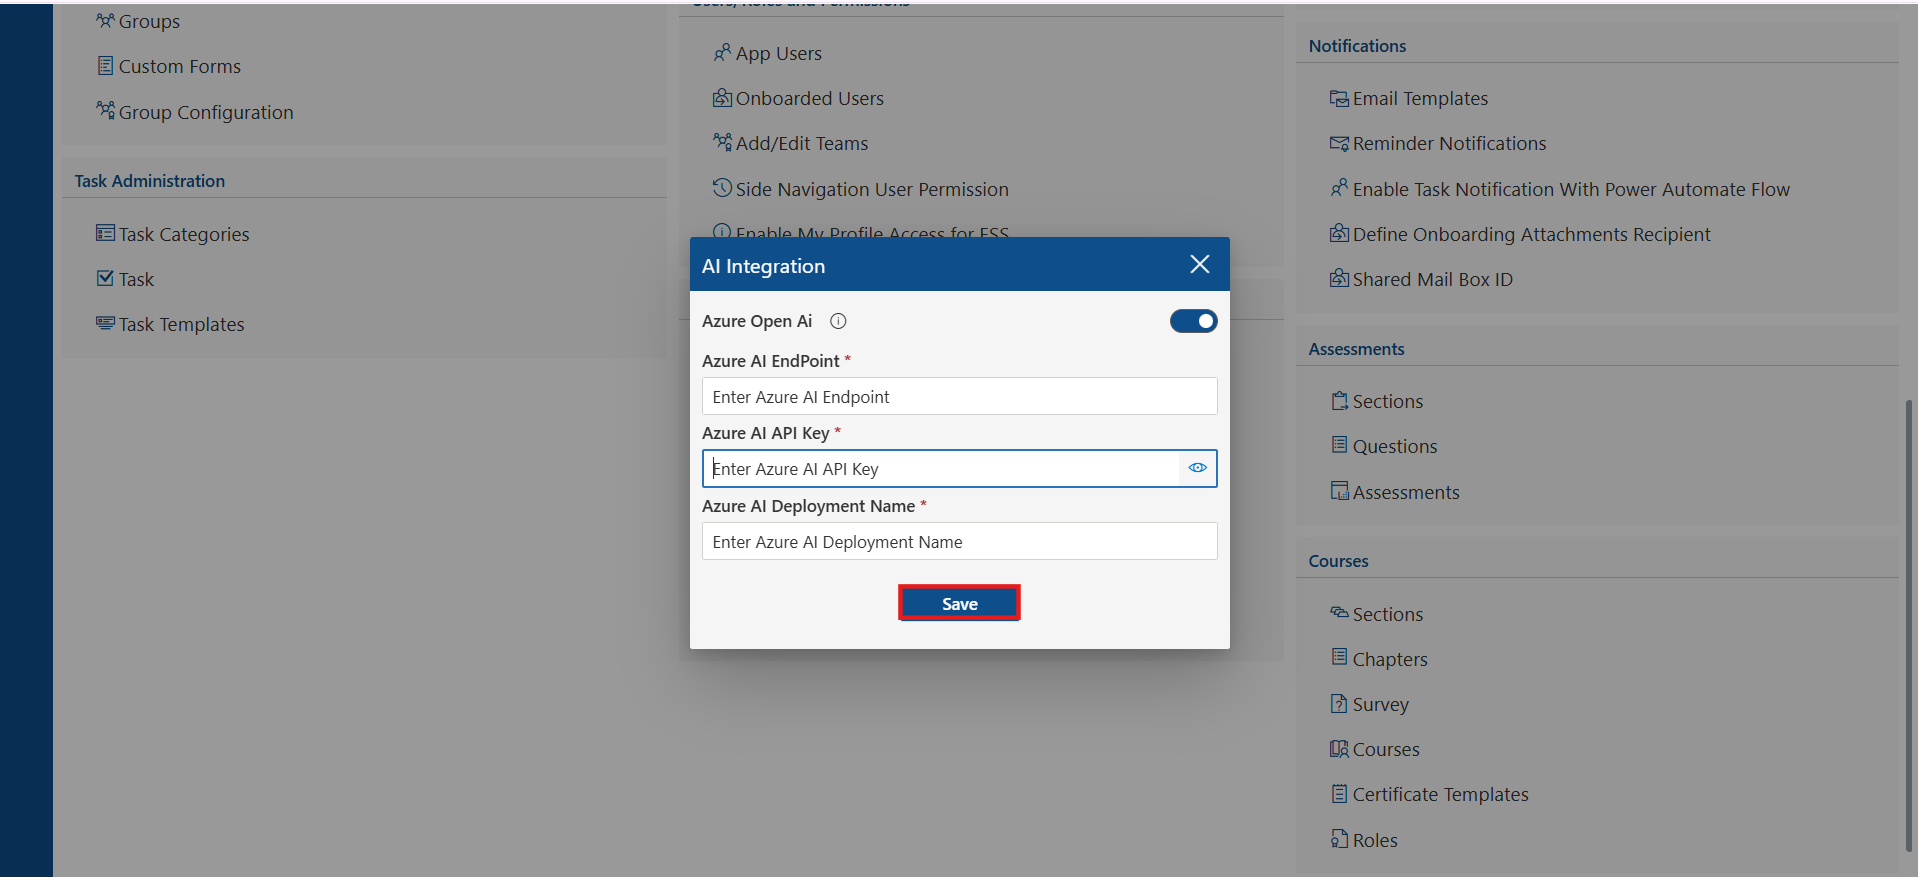 Groups
Custom Forms
Group Configuration
Task Administration
Task Categories
Task
Task Templates
Users, Roles and Permissions
App Users
Onboarded Users
Add/Edit Teams
Side Navigation User Permission
Enable My Profile Access for ESS
AI Integration
Azure Open Ai
Azure AI EndPoint *
Enter Azure AI Endpoint
Azure AI API Key *
Enter Azure AI API Key
Azure AI Deployment Name *
Enter Azure AI Deployment Name
Save
Notifications
Email Templates
Reminder Notifications
Enable Task Notification With Power Automate Flow
Define Onboarding Attachments Recipient
Shared Mail Box ID
Assessments
Sections
Questions
Assessments
Courses
Sections
Chapters
Survey
Courses
Certificate Templates
Roles